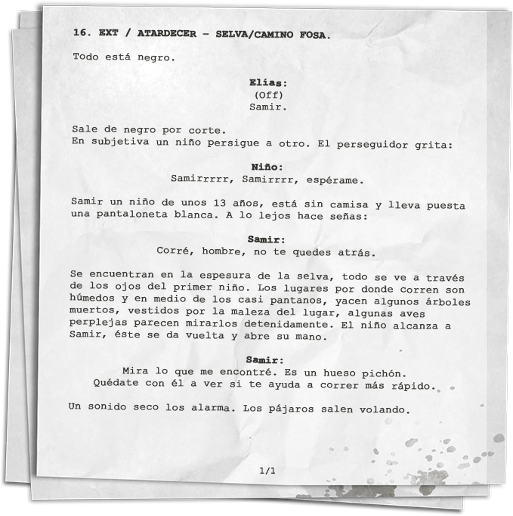 16. EXT / ATARDECER – SELVA/CAMINO FOSA.
Todo está negro.
Elías:
(Off)
Samir.
Sale de negro por corte.
En subjetiva un niño persigue a otro. El perseguidor grita:
Niño:
Samirrrrr, Samirrrr, espérame.
Samir un niño de unos 13 años, está sin camisa y lleva puesta
una pantaloneta blanca. A lo lejos hace señas:
Samir:
Corré, hombre, no te quedes atrás.
Se encuentran en la espesura de la selva, todo se ve a través
de los ojos del primer niño. Los lugares por donde corren son
húmedos y en medio de los casi pantanos, yacen algunos árboles
muertos, vestidos por la maleza del lugar, algunas aves
perplejas parecen mirarlos detenidamente. El niño alcanza a
Samir, éste se da vuelta y abre su mano.
Samir:
Mira lo que me encontré. Es un hueso pichón.
Quédate con él a ver si te ayuda a correr más rápido.
Un sonido seco los alarma. Los pájaros salen volando.
1/1